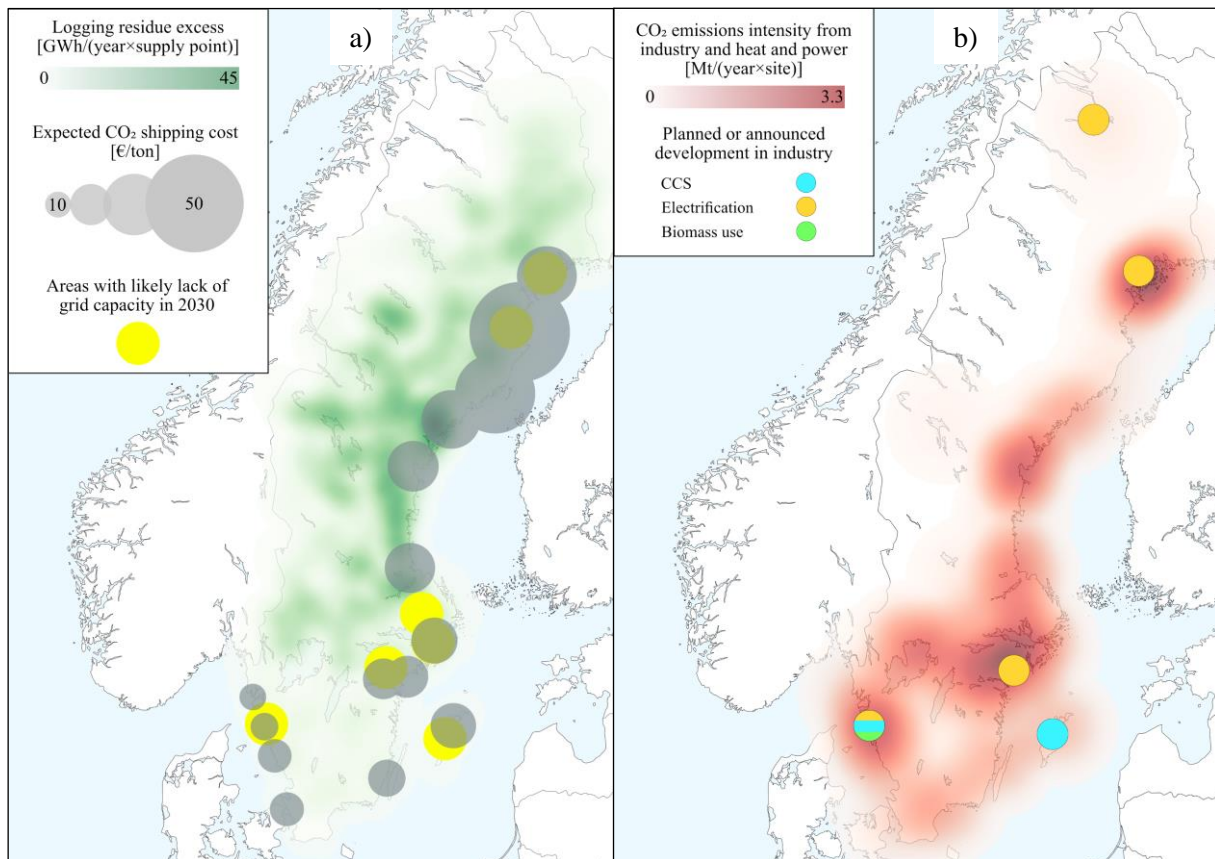 Logging residue excess
[GWh/(year×supply point)]
0 45
Expected CO₂ shipping cost
[€/ton]
10 50
Areas with likely lack of
grid capacity in 2030
a)
CO₂ emissions intensity from
industry and heat and power
[Mt/(year×site)]
0 3.3
Planned or announced
development in industry
CCS
Electrification
Biomass use
b)